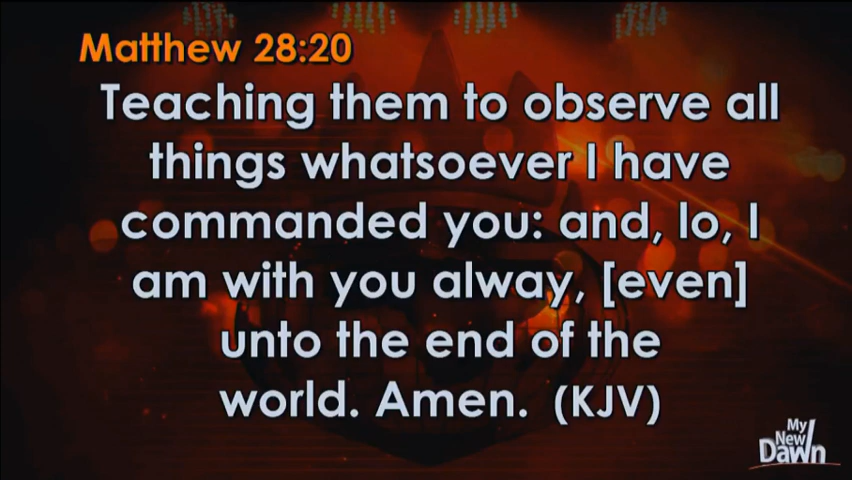 Matthew 28:20
Teaching them to observe all
things whatsoever I have
commanded you: and, lo, I
am with you alway, [even]
unto the end of the
world. Amen. (KJV)
My
New
Dawn